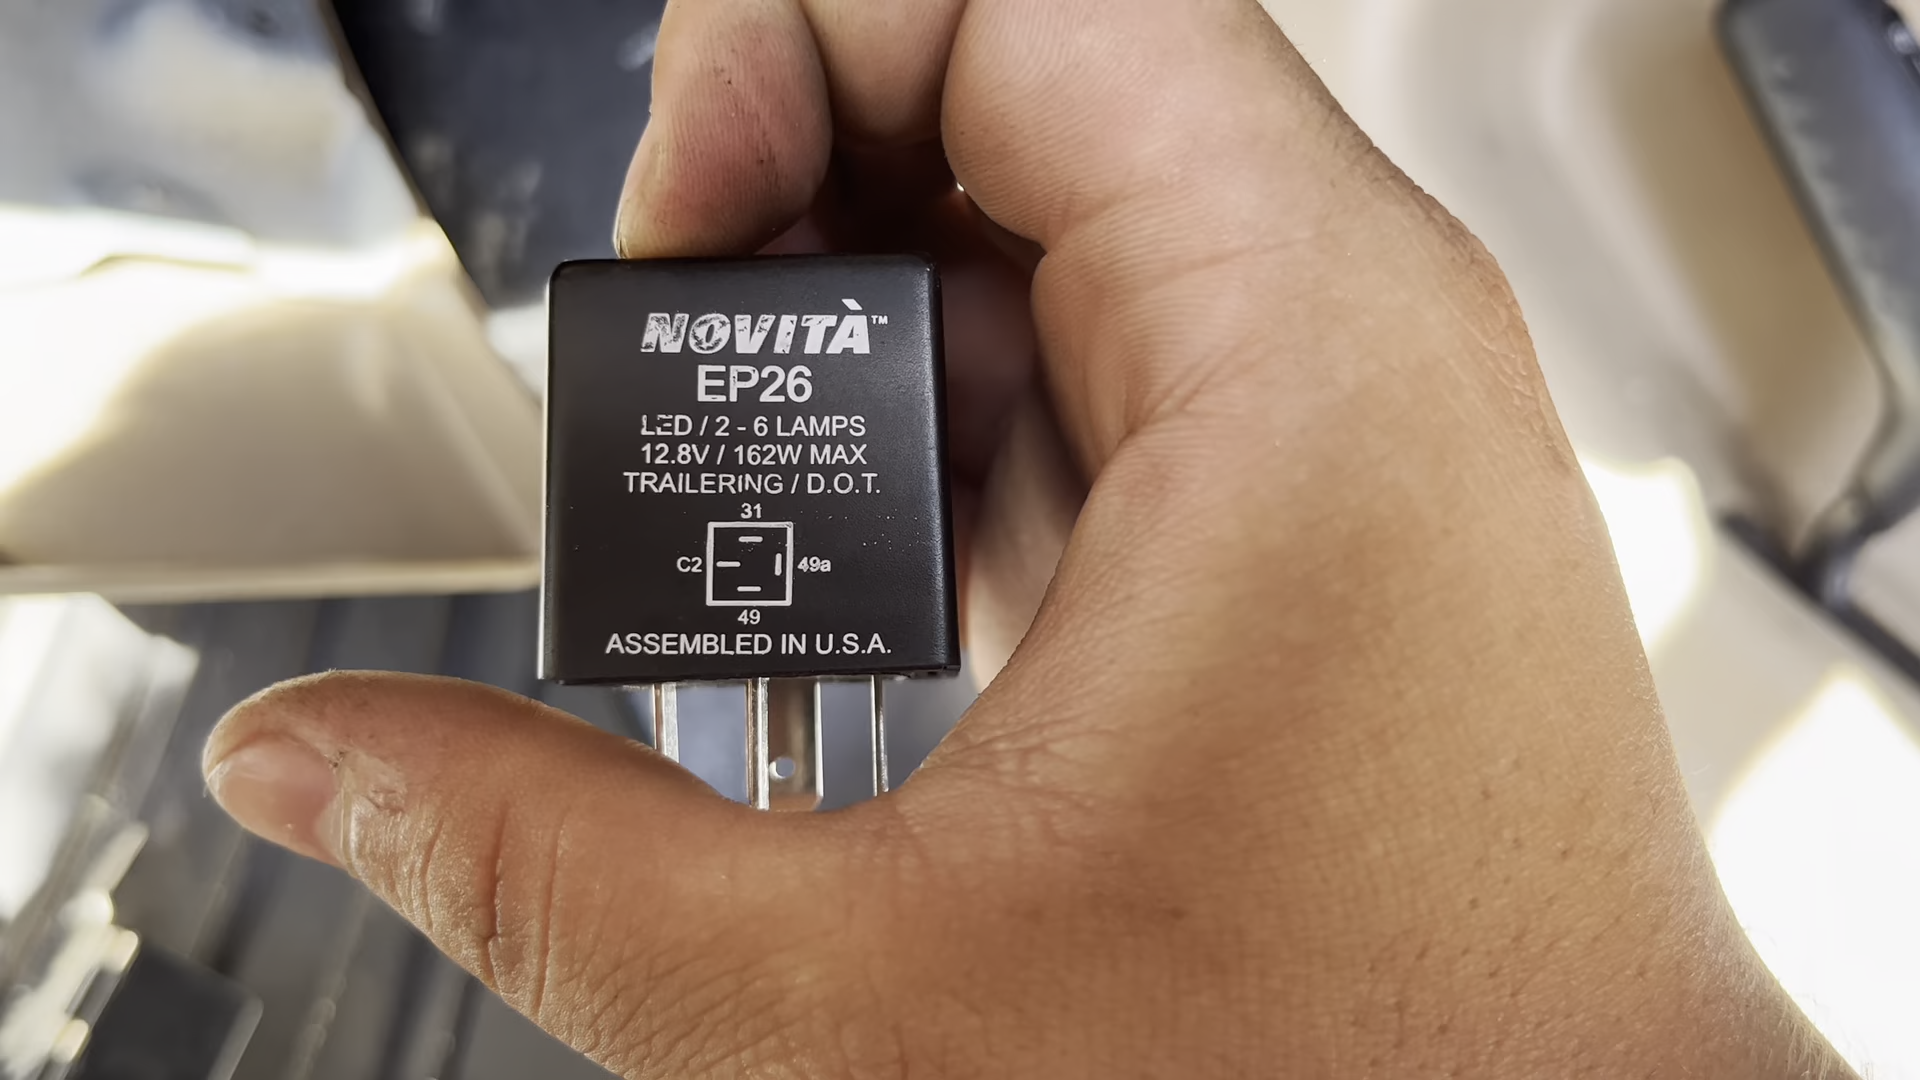 NOVITÀ™
EP26
LED / 2 - 6 LAMPS
12.8V / 162W MAX
TRAILERING / D.O.T.
31
C2 49a
49
ASSEMBLED IN U.S.A.